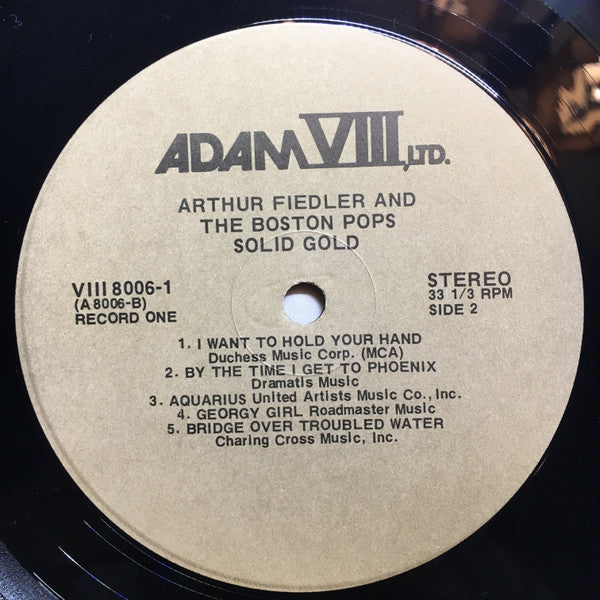 ADAM VIII, LTD.
ARTHUR FIEDLER AND
THE BOSTON POPS
SOLID GOLD
VIII 8006-1
(A 8006-B)
RECORD ONE
STEREO
33 1/3 RPM
SIDE 2
1. I WANT TO HOLD YOUR HAND
Duchess Music Corp. (MCA)
2. BY THE TIME I GET TO PHOENIX
Dramatis Music
3. AQUARIUS United Artists Music Co., Inc.
4. GEORGY GIRL Roadmaster Music
5. BRIDGE OVER TROUBLED WATER
Charing Cross Music, Inc.